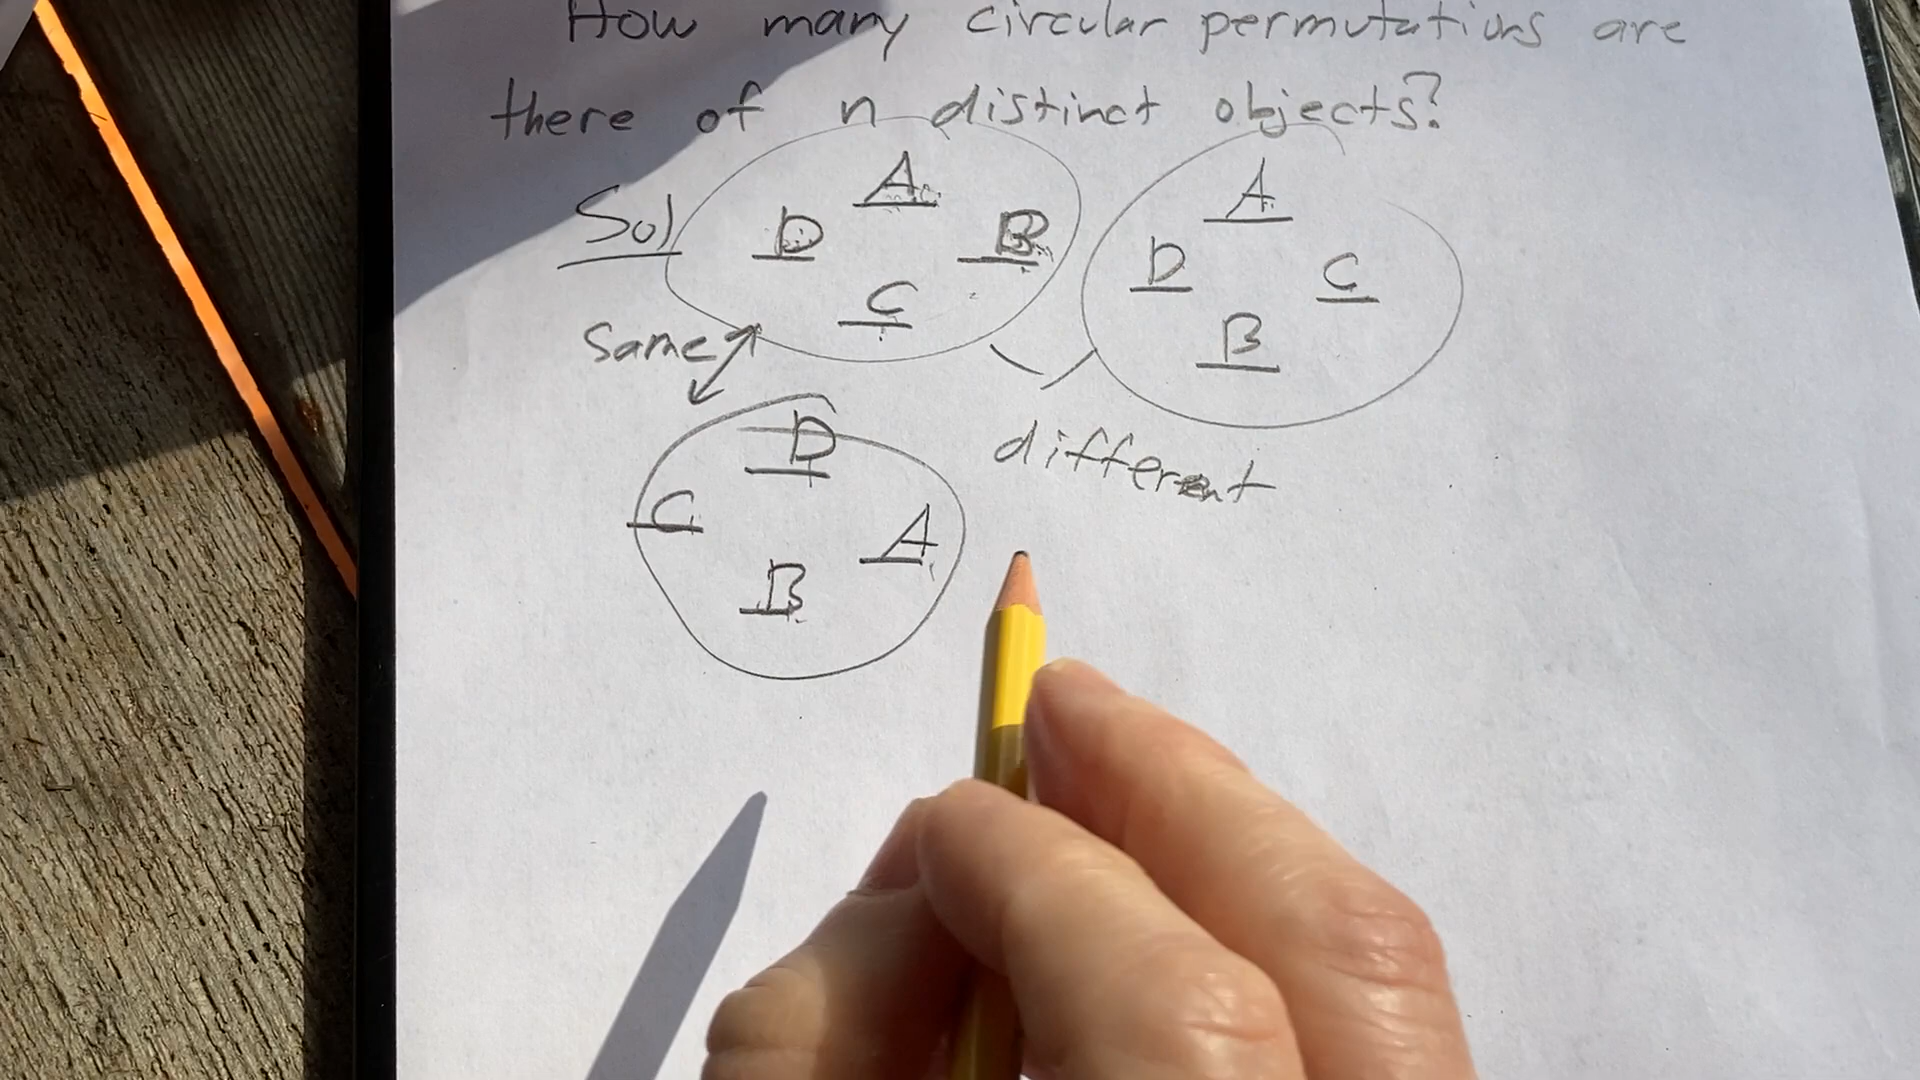 How many circular permutations are
there of n distinct objects?
Sol
A
D B
C
A
D C
B
Same
different
D
C A
B